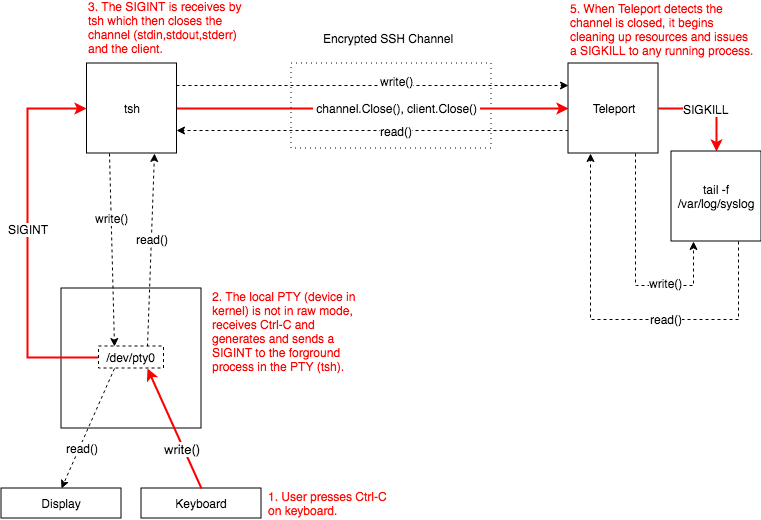 3. The SIGINT is receives by
tsh which then closes the
channel (stdin,stdout,stderr)
and the client.
5. When Teleport detects the
channel is closed, it begins
cleaning up resources and issues
a SIGKILL to any running process.
Encrypted SSH Channel
write()
tsh
channel.Close(), client.Close()
Teleport
SIGKILL
read()
tail -f
/var/log/syslog
write()
read()
SIGINT
write()
read()
2. The local PTY (device in
kernel) is not in raw mode,
receives Ctrl-C and
generates and sends a
SIGINT to the forground
process in the PTY (tsh).
/dev/pty0
read()
write()
Display
Keyboard
1. User presses Ctrl-C
on keyboard.